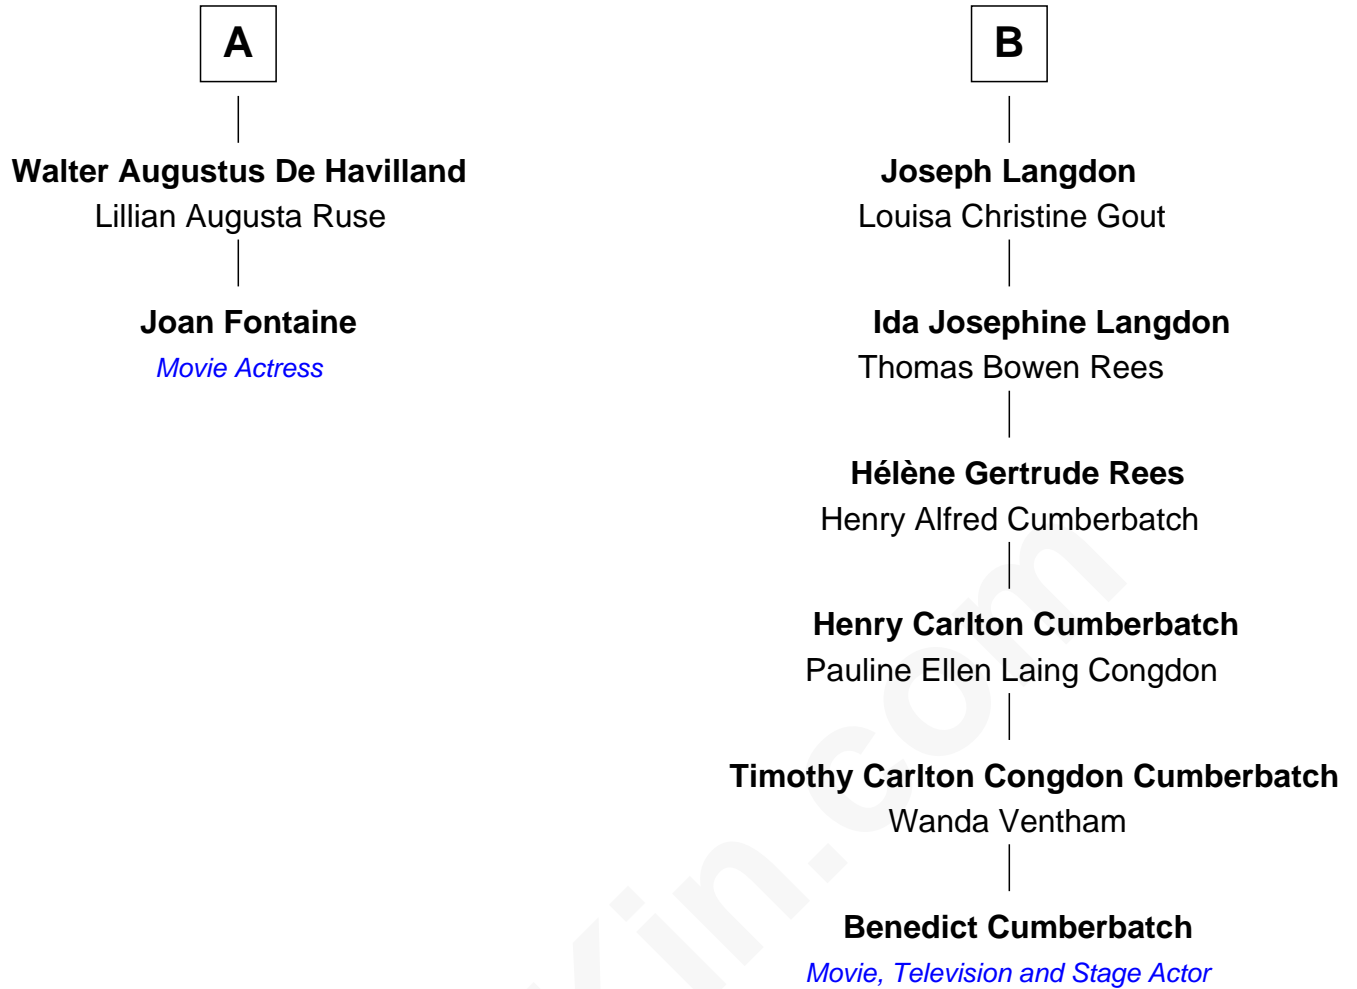 A
Walter Augustus De Havilland
Lillian Augusta Ruse
Joan Fontaine
Movie Actress
B
Joseph Langdon
Louisa Christine Gout
Ida Josephine Langdon
Thomas Bowen Rees
Hélène Gertrude Rees
Henry Alfred Cumberbatch
Henry Carlton Cumberbatch
Pauline Ellen Laing Congdon
Timothy Carlton Congdon Cumberbatch
Wanda Ventham
Benedict Cumberbatch
Movie, Television and Stage Actor
Kin.com